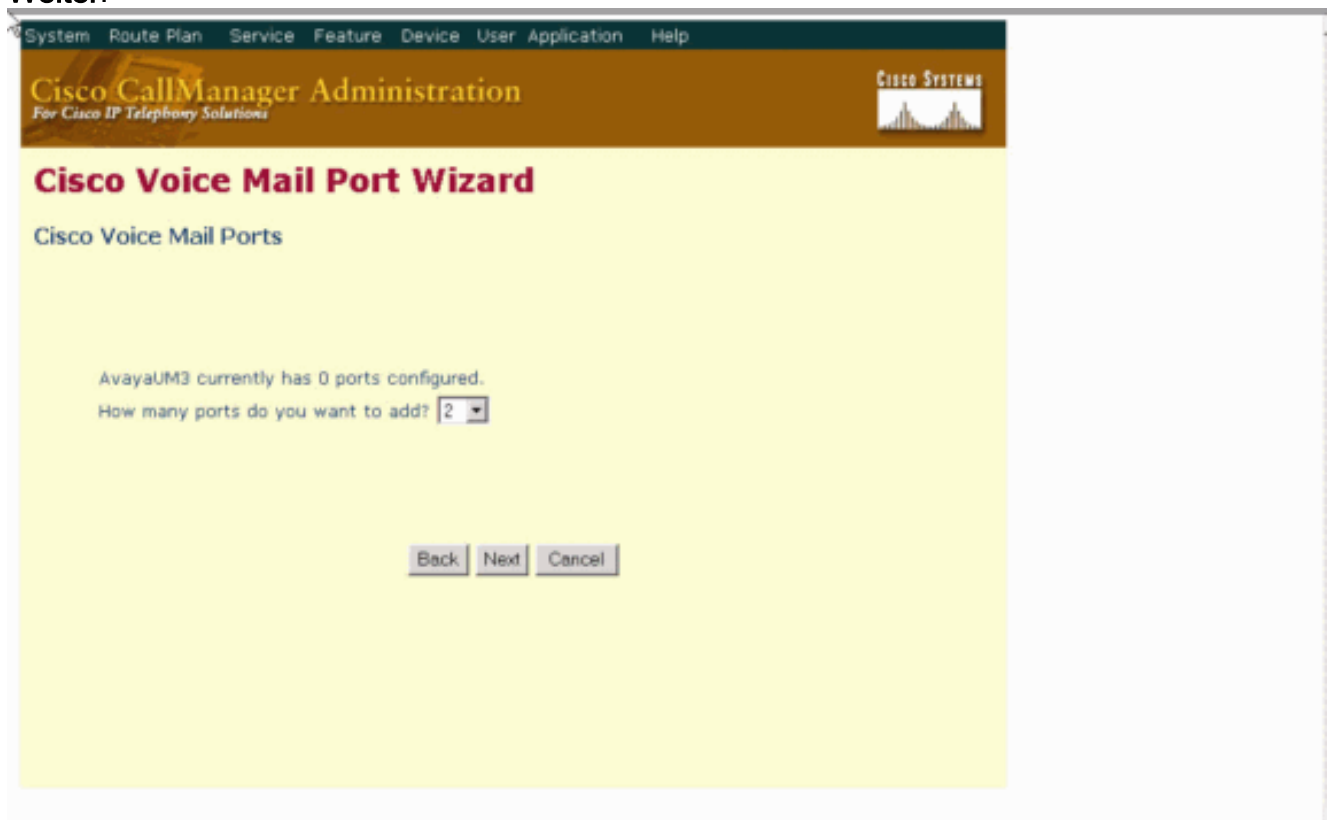 Weiter.
System Route Plan Service Feature Device User Application Help
Cisco CallManager Administration
For Cisco IP Telephony Solutions
CISCO SYSTEMS
Cisco Voice Mail Port Wizard
Cisco Voice Mail Ports
AvayaUM3 currently has 0 ports configured.
How many ports do you want to add? 2
Back Next Cancel